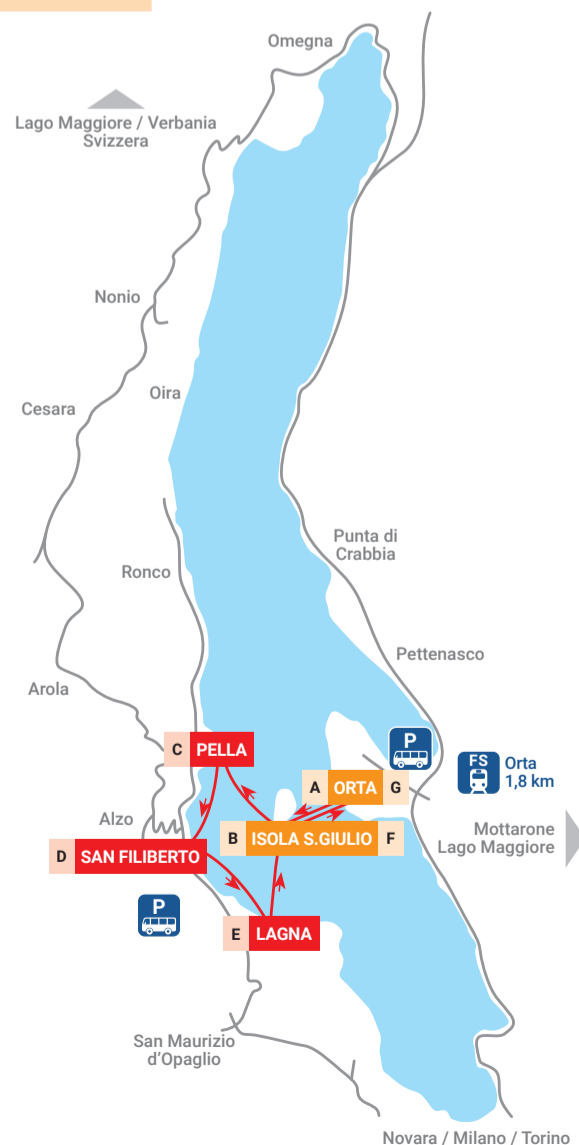 Omegna
Lago Maggiore / Verbania
Svizzera
Nonio
Oira
Cesara
Punta di
Crabbia
Ronco
Pettenasco
Arola
C PELLA
P
FS
Orta
1,8 km
A ORTA G
Alzo
B ISOLA S.GIULIO F
Mottarone
Lago Maggiore
D SAN FILIBERTO
P
E LAGNA
San Maurizio
d'Opaglio
Novara / Milano / Torino